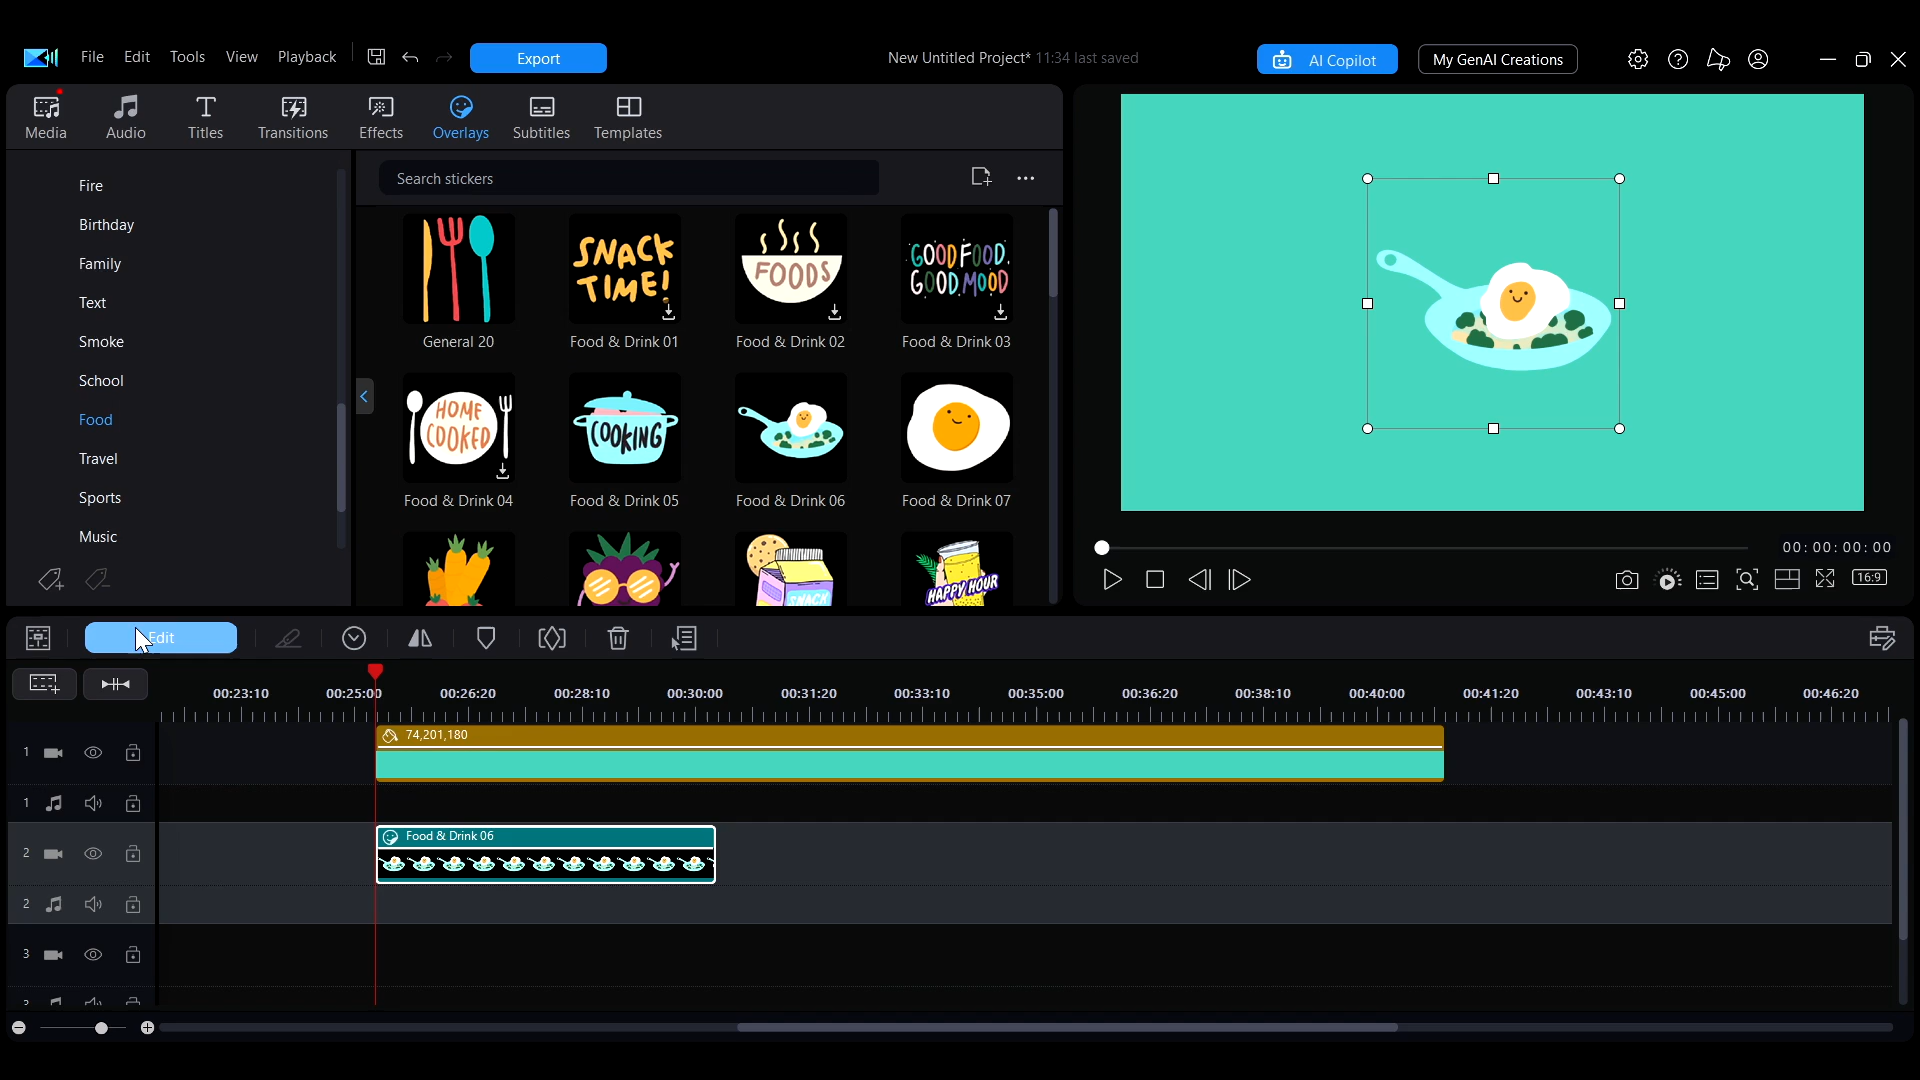 File Edit Tools View Playback Export New Untitled Project* 11:34 last saved AI Copilot My GenAI Creations
Media Audio Titles Transitions Effects Overlays Subtitles Templates
Fire
Birthday
Family
Text
Smoke
School
Food
Travel
Sports
Music
Search stickers
SNACK
TIME!
FOODS
GOOD FOOD.
GOOD MOOD
General 20 Food & Drink 01 Food & Drink 02 Food & Drink 03
HOME
COOKED
COOKING
Food & Drink 04 Food & Drink 05 Food & Drink 06 Food & Drink 07
SNACK
HAPPY HOUR
00:00:00:00
16:9
Edit
00:23:10 00:25:00 00:26:20 00:28:10 00:30:00 00:31:20 00:33:10 00:35:00 00:36:20 00:38:10 00:40:00 00:41:20 00:43:10 00:45:00 00:46:20
1 74,201,180
1
2 Food & Drink 06
2
3